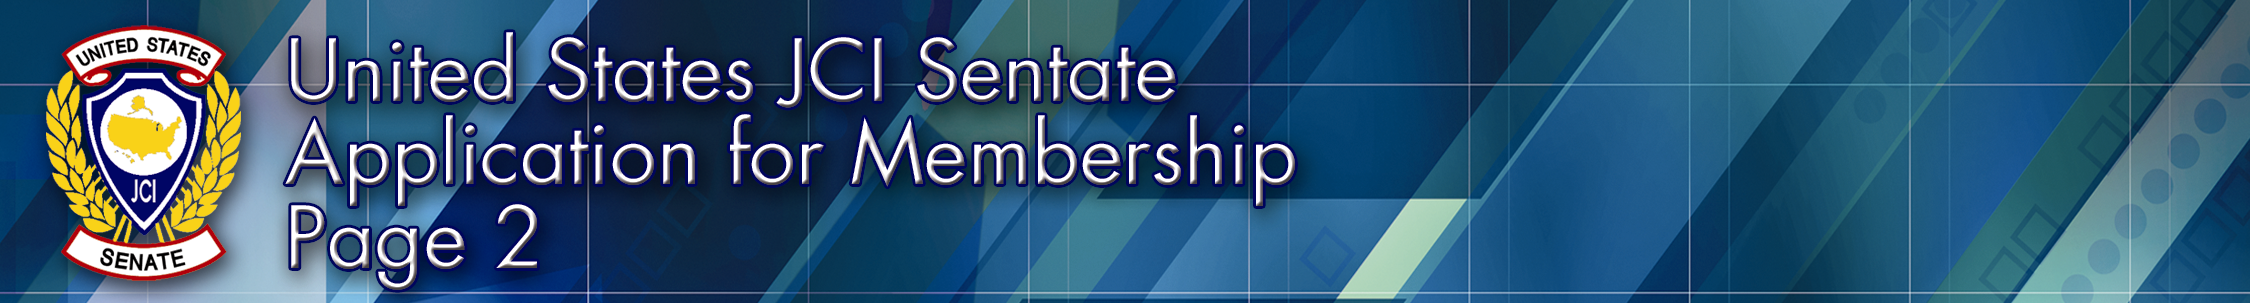 UNITED STATES
JCI
SENATE
United States JCI Sentate
Application for Membership
Page 2